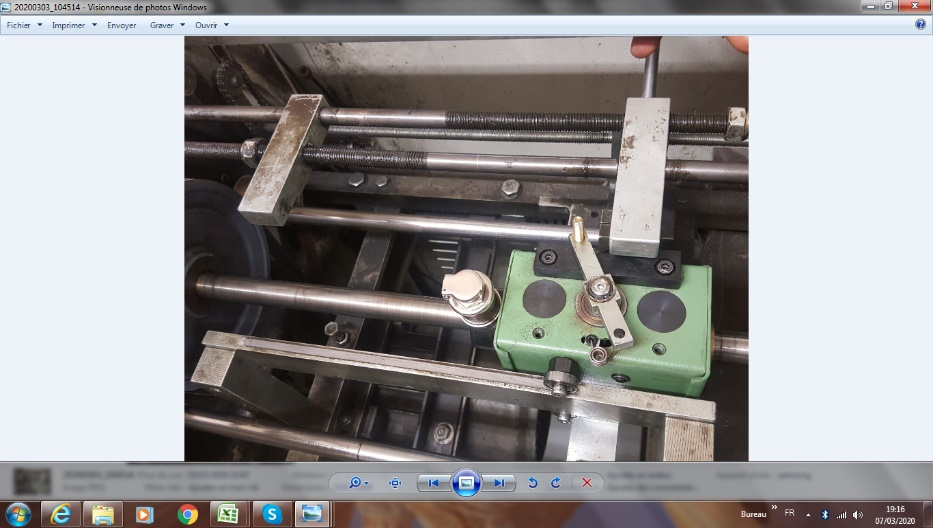 20200303_104514 - Visionneuse de photos Windows
Fichier Imprimer Envoyer Graver Ouvrir
Bureau FR 19:16
07/03/2020